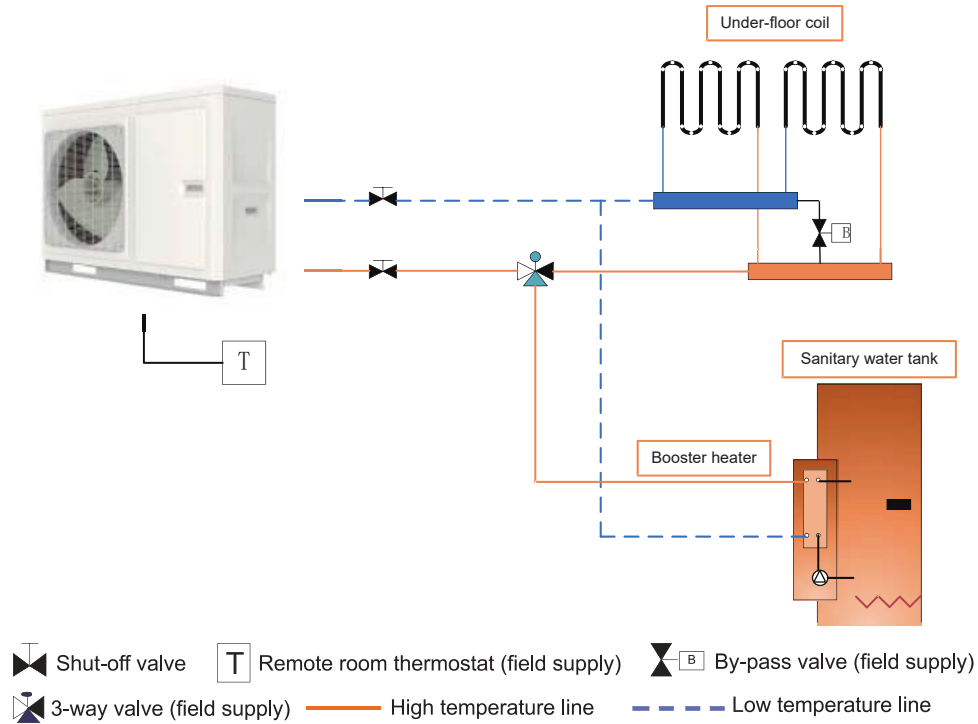 Under-floor coil
B
T
Sanitary water tank
Booster heater
Shut-off valve
T Remote room thermostat (field supply)
B By-pass valve (field supply)
3-way valve (field supply)
High temperature line
Low temperature line